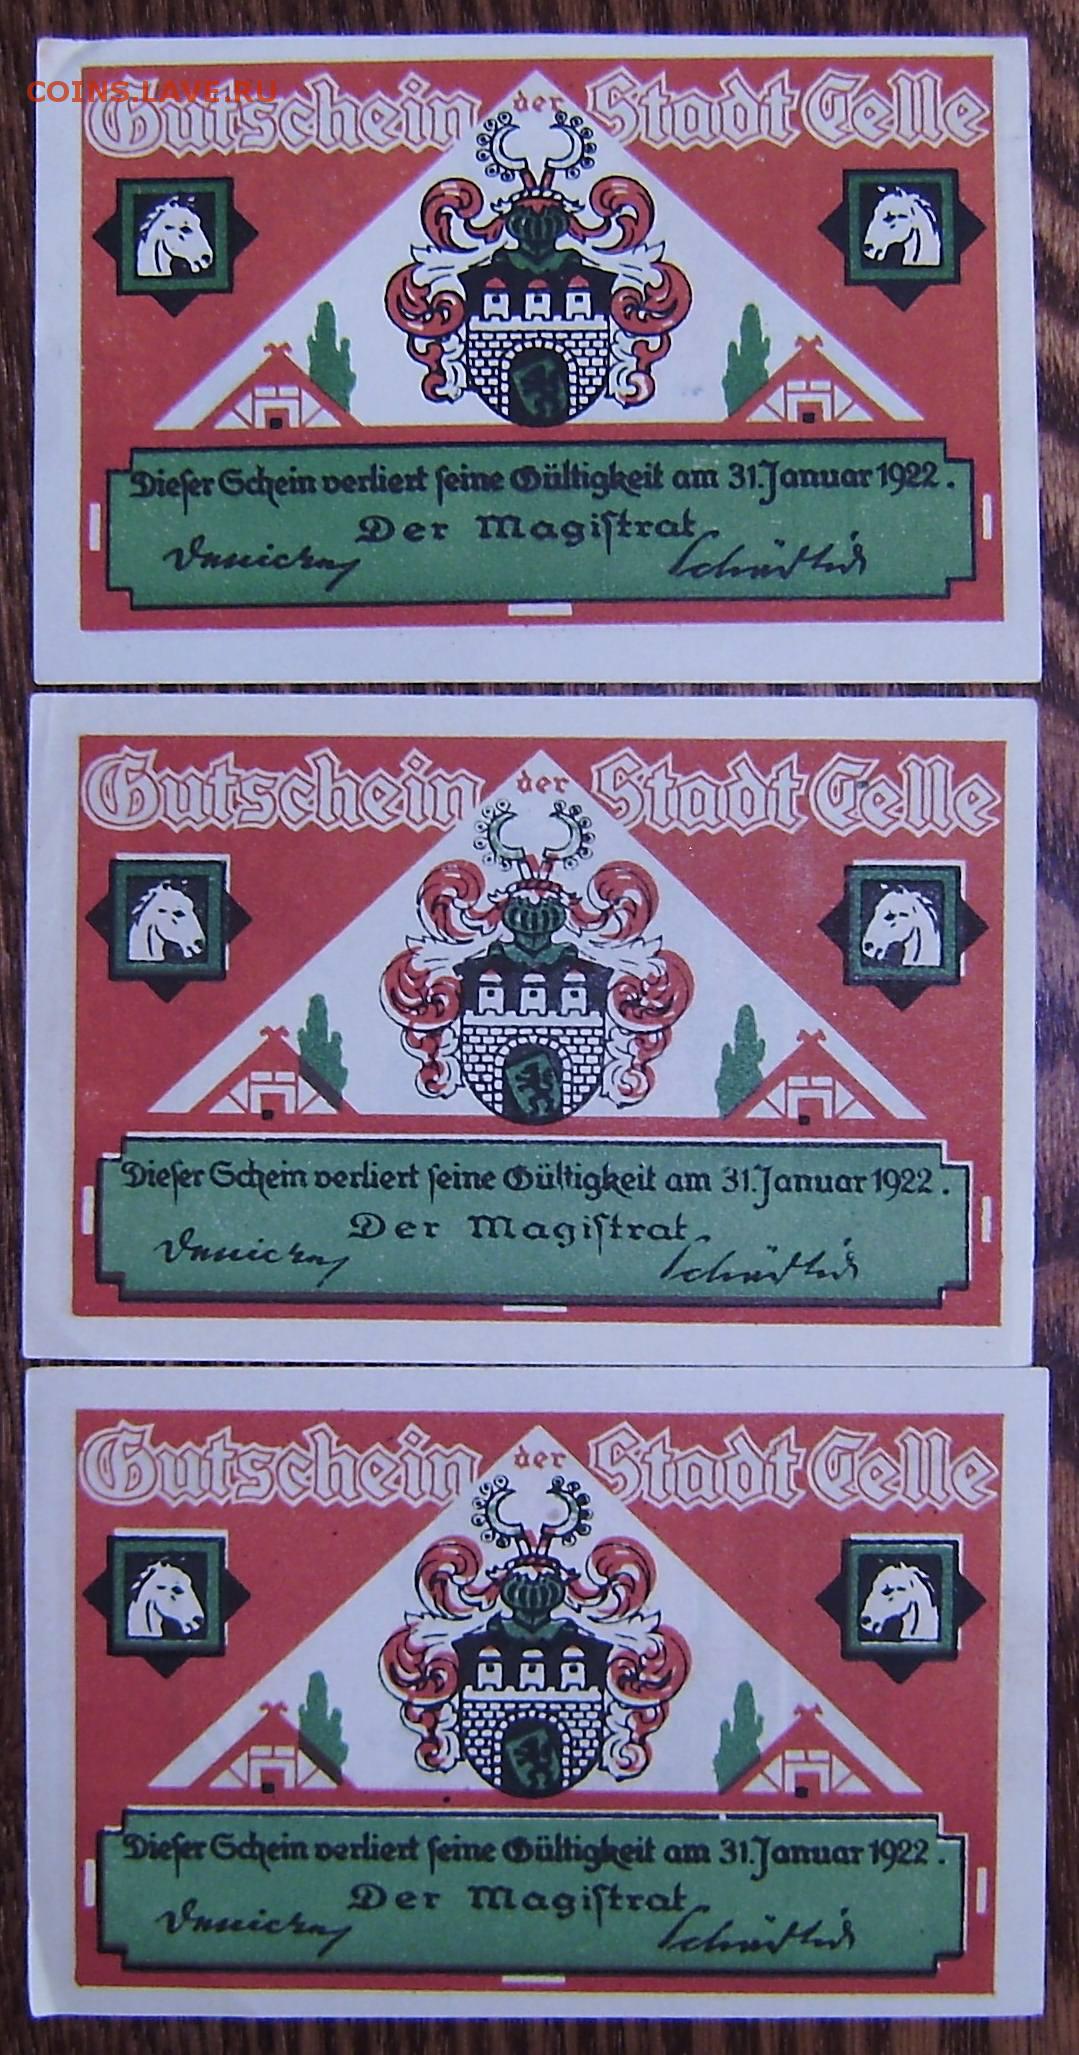 COINS.LAVE.RU
Gutschein der Stadt Celle
Dieser Schein verliert seine Gültigkeit am 31. Januar 1922.
Der Magistrat
Gutschein der Stadt Celle
Dieser Schein verliert seine Gültigkeit am 31. Januar 1922.
Der Magistrat
Gutschein der Stadt Celle
Dieser Schein verliert seine Gültigkeit am 31. Januar 1922.
Der Magistrat